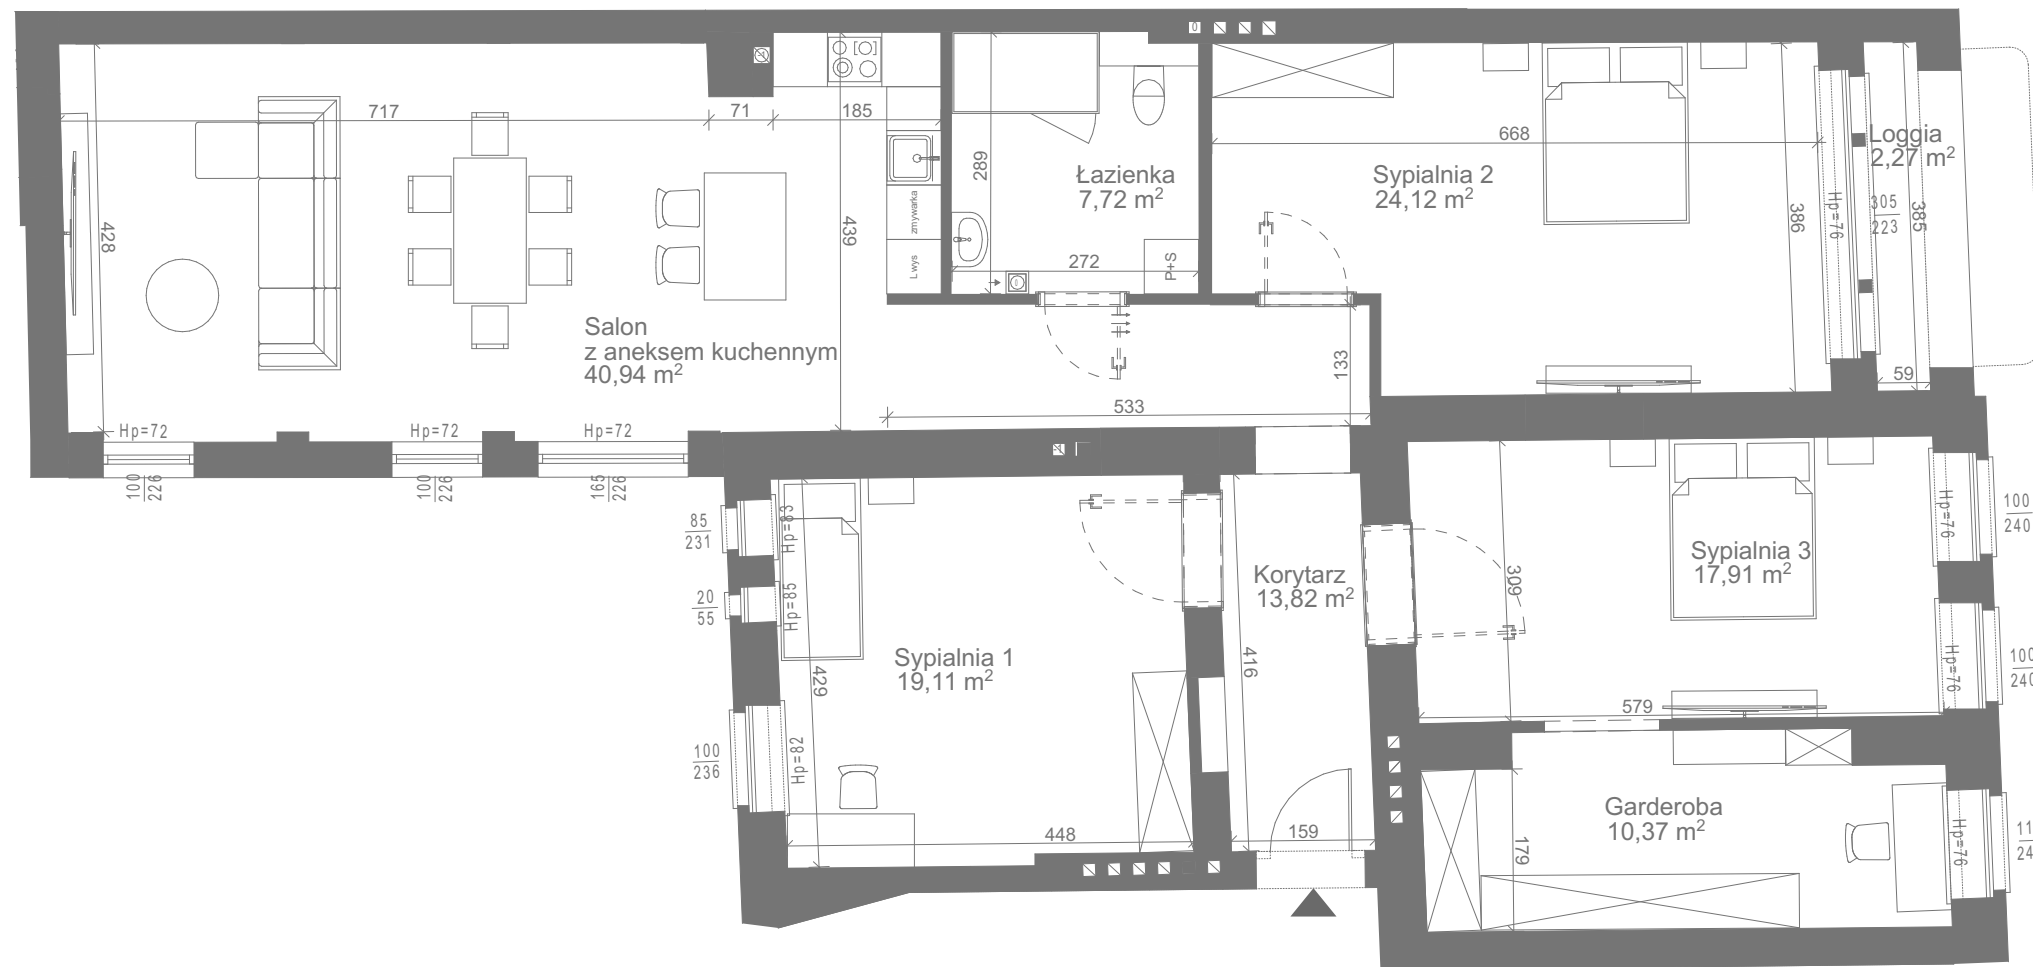 717
71
185
428
439
289
zmywarka
Lwys
Łazienka
7,72 m²
272
P+S
Sypialnia 2
24,12 m²
668
386
Hp=76
Loggia
2,27 m²
305
223
385
59
Salon
z aneksem kuchennym
40,94 m²
133
533
Hp=72
Hp=72
Hp=72
100
226
100
226
165
226
85
231
Hp=83
20
55
Hp=85
100
236
Hp=82
429
Sypialnia 1
19,11 m²
448
Korytarz
13,82 m²
416
159
309
Sypialnia 3
17,91 m²
579
Hp=76
100
240
Hp=76
100
240
Garderoba
10,37 m²
179
Hp=76
11
24